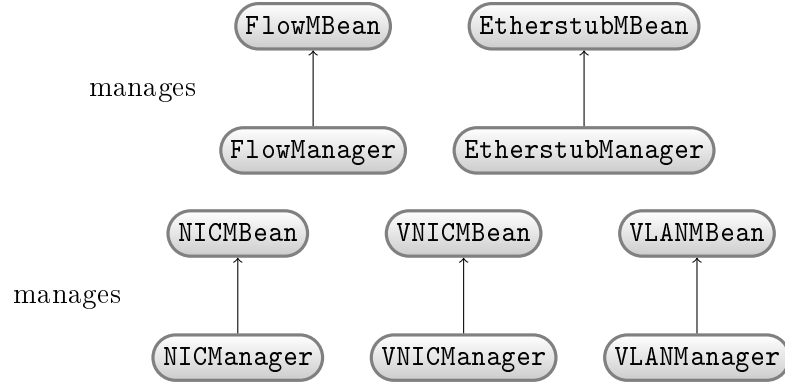 FlowMBean EtherstubMBean
manages
FlowManager EtherstubManager
NICMBean VNICMBean VLANMBean
manages
NICManager VNICManager VLANManager